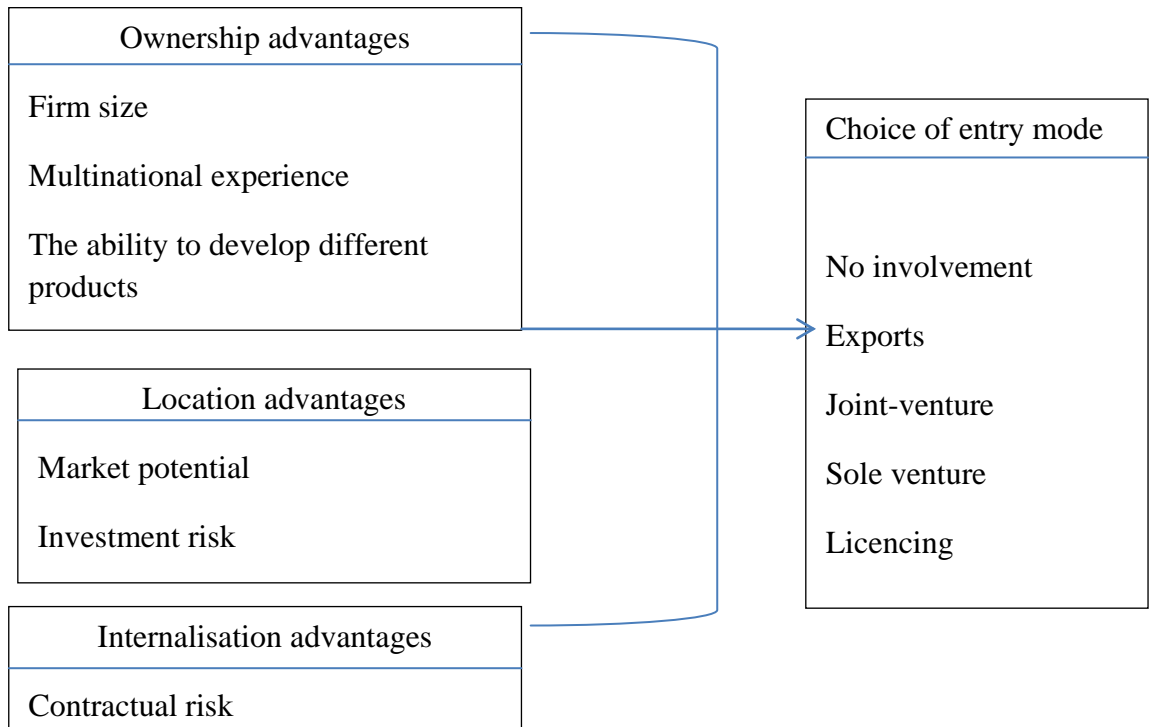 Ownership advantages
Firm size
Multinational experience
The ability to develop different
products
Location advantages
Market potential
Investment risk
Internalisation advantages
Contractual risk
Choice of entry mode
No involvement
Exports
Joint-venture
Sole venture
Licencing